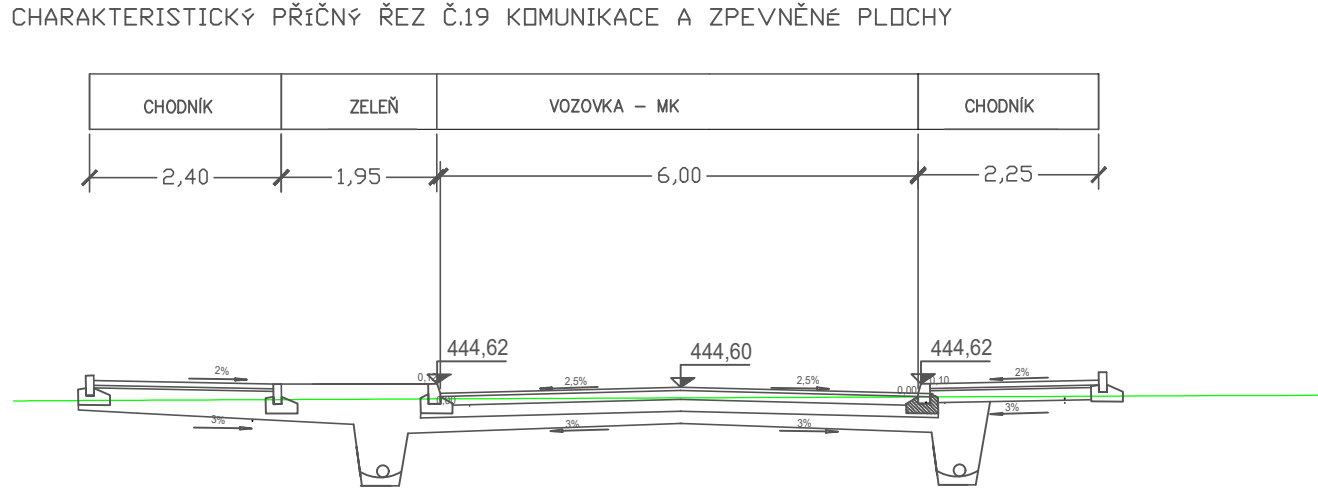 CHARAKTERISTICKÝ PŘÍČNÝ ŘEZ Č.19 KOMUNIKACE A ZPEVNĚNÉ PLOCHY
CHODNÍK ZELEŇ VOZOVKA – MK CHODNÍK
2,40 1,95 6,00 2,25
444,62 444,60 444,62
2% 0,1 2,5% 2,5% 0,00 0,10 2%
3% 3% 3% 3%